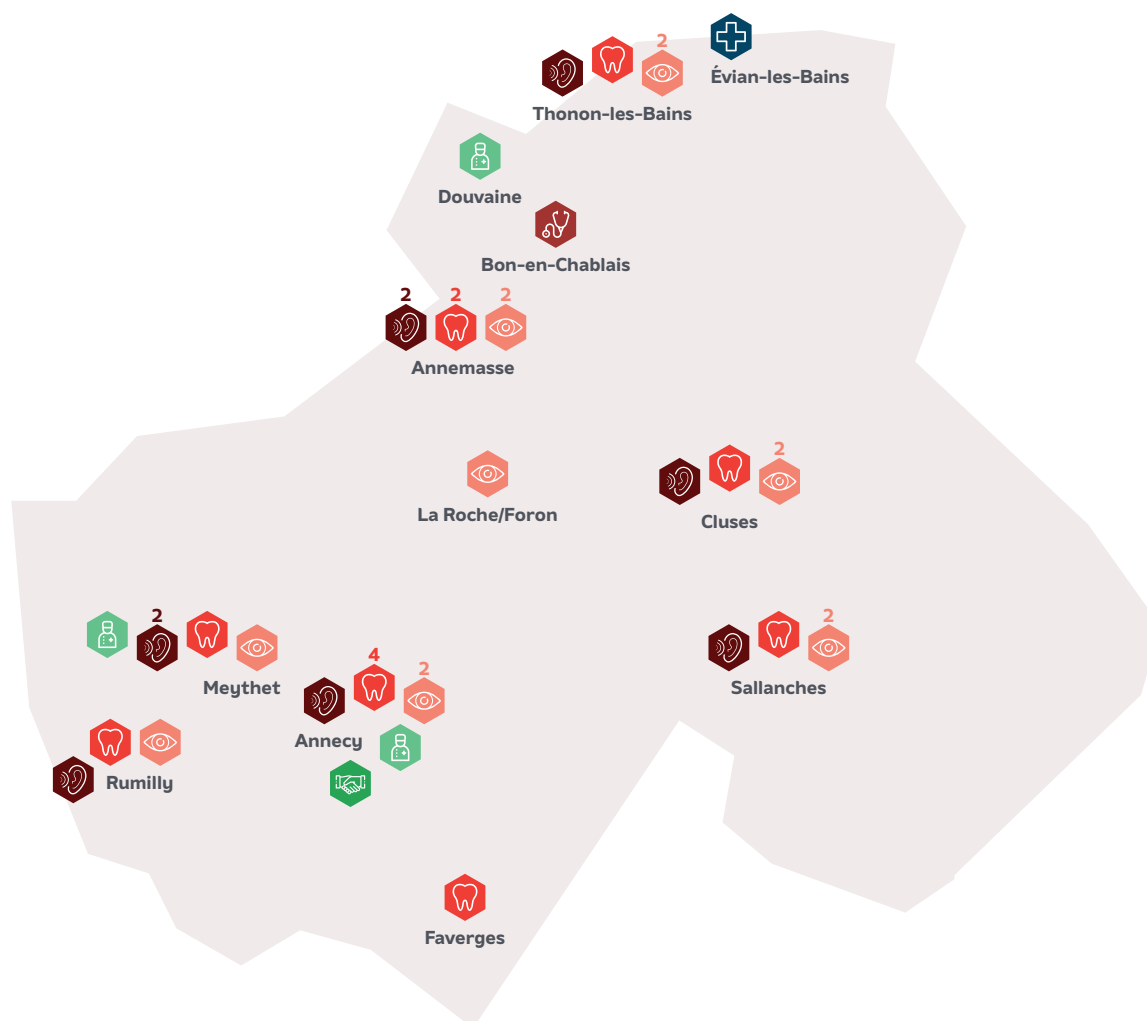 2
Évian-les-Bains
Thonon-les-Bains
Douvaine
Bon-en-Chablais
2 2 2
Annemasse
La Roche/Foron
2
Cluses
2
Meythet
2
Sallanches
4
2
Annecy
Rumilly
Faverges